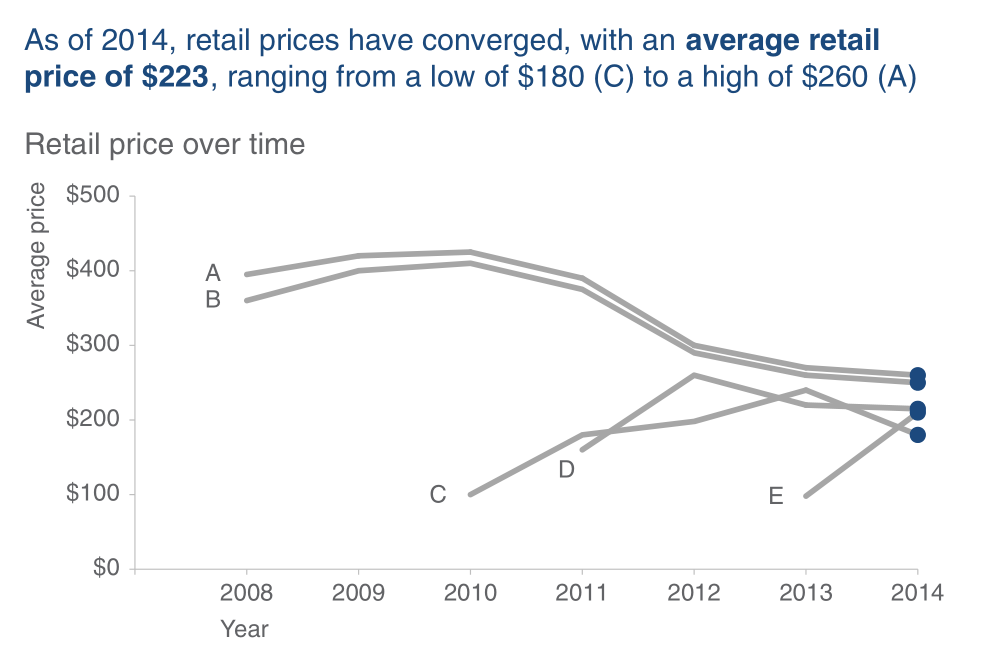 As of 2014, retail prices have converged, with an average retail
price of $223, ranging from a low of $180 (C) to a high of $260 (A)
Retail price over time
Average price
$500
$400
$300
$200
$100
$0
A
B
C
D
E
2008 2009 2010 2011 2012 2013 2014
Year